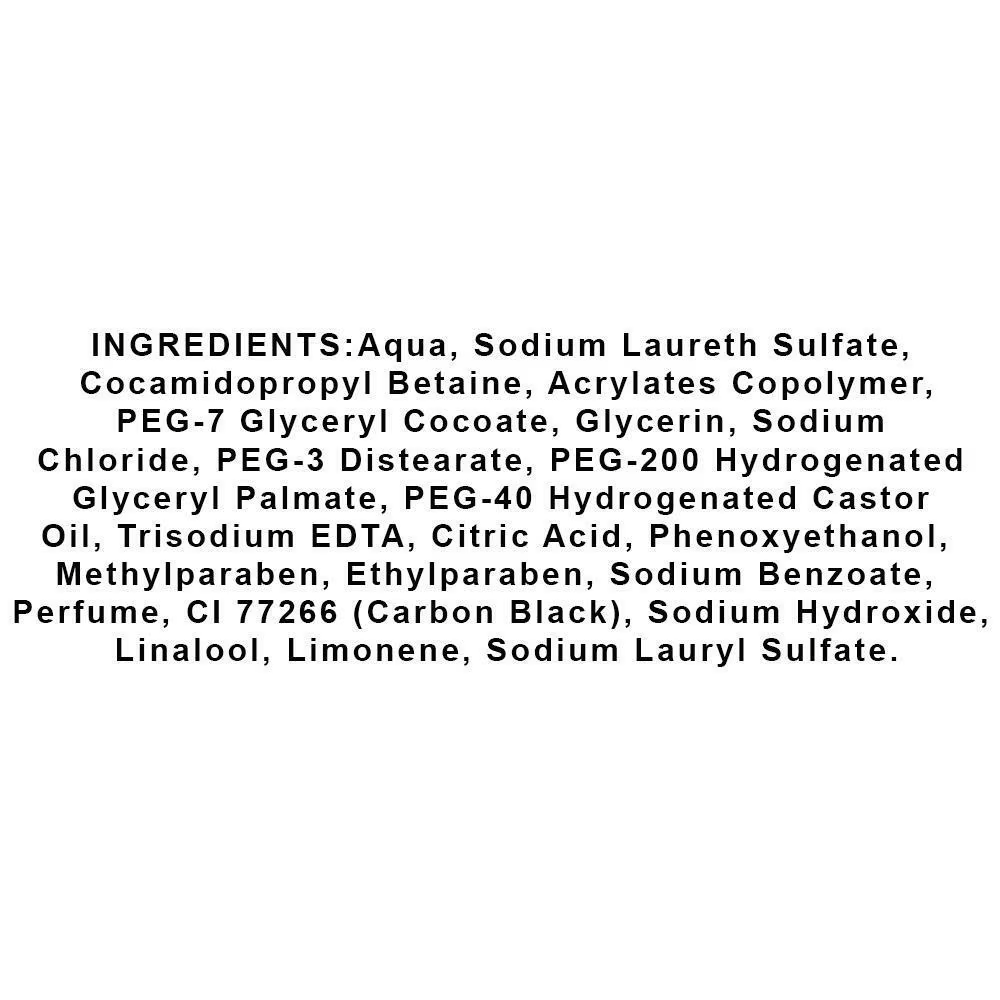 INGREDIENTS:Aqua, Sodium Laureth Sulfate,
Cocamidopropyl Betaine, Acrylates Copolymer,
PEG-7 Glyceryl Cocoate, Glycerin, Sodium
Chloride, PEG-3 Distearate, PEG-200 Hydrogenated
Glyceryl Palmate, PEG-40 Hydrogenated Castor
Oil, Trisodium EDTA, Citric Acid, Phenoxyethanol,
Methylparaben, Ethylparaben, Sodium Benzoate,
Perfume, CI 77266 (Carbon Black), Sodium Hydroxide,
Linalool, Limonene, Sodium Lauryl Sulfate.